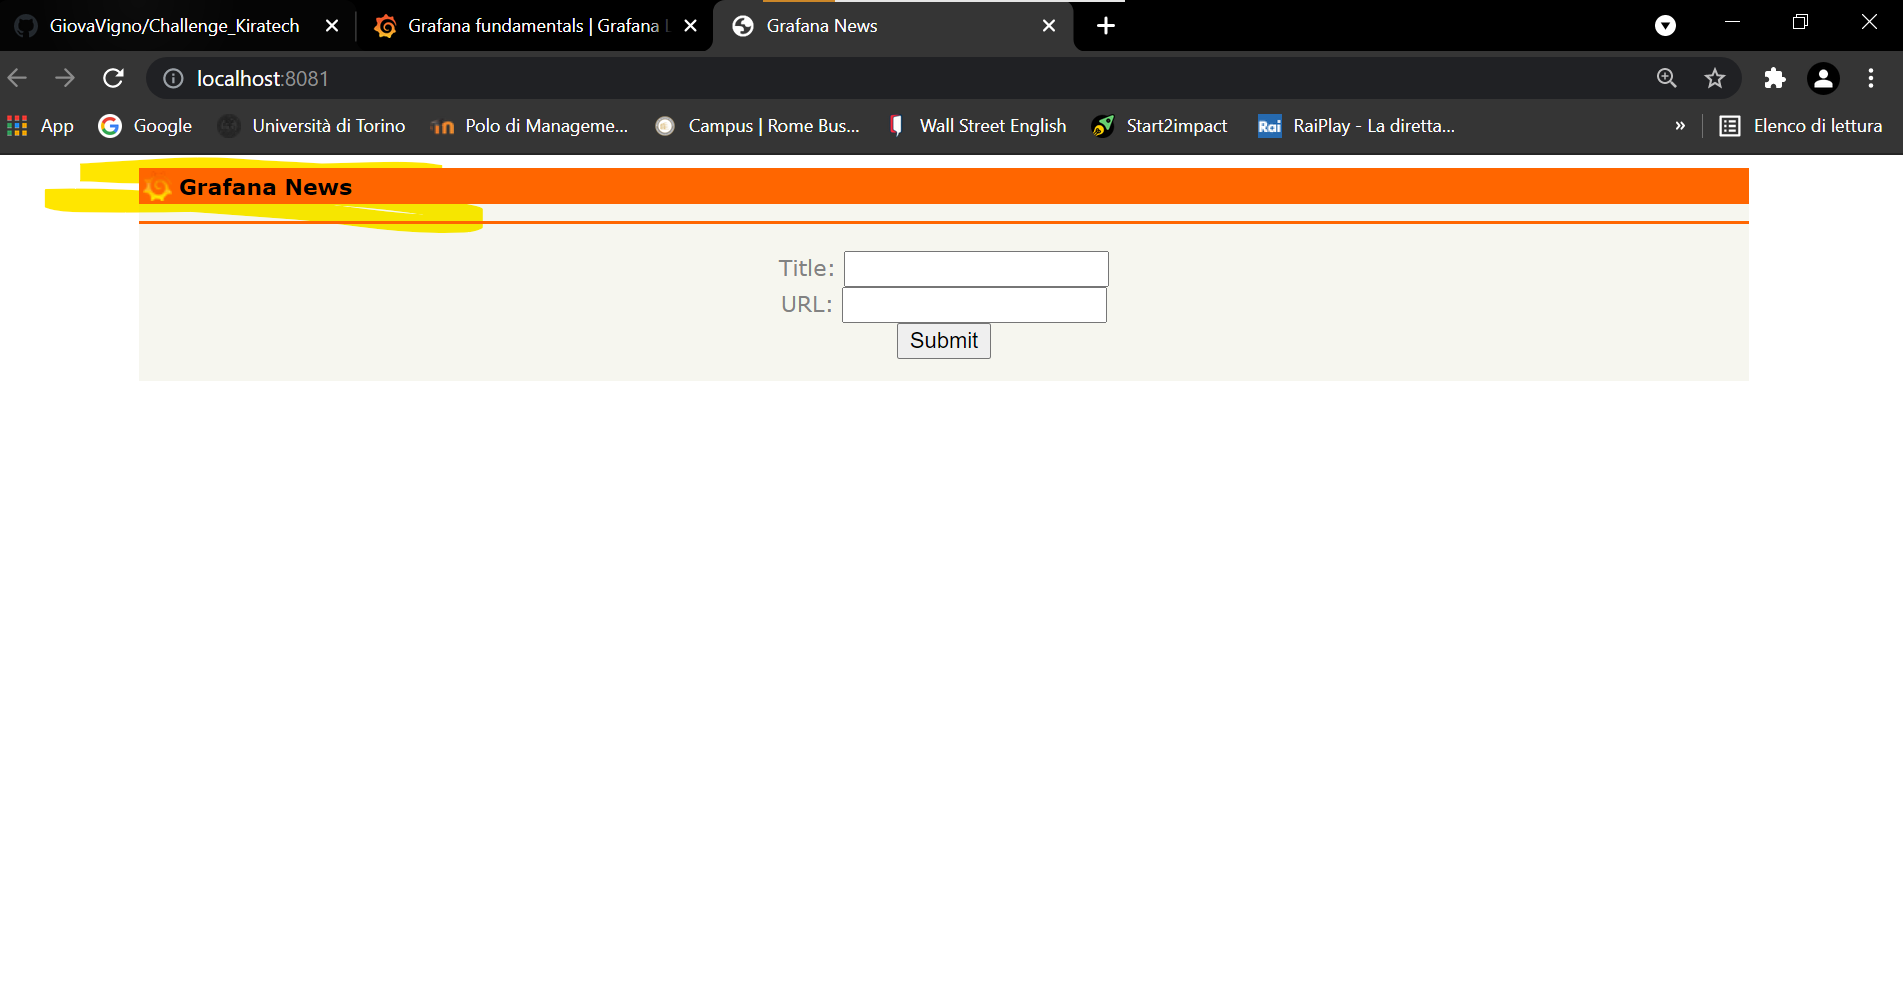 GiovaVigno/Challenge_Kiratech
Grafana fundamentals | Grafana
Grafana News
localhost:8081
App
Google
Università di Torino
Polo di Manageme...
Campus | Rome Bus...
Wall Street English
Start2impact
Rai RaiPlay - La diretta...
»
Elenco di lettura
Grafana News
Title:
URL:
Submit